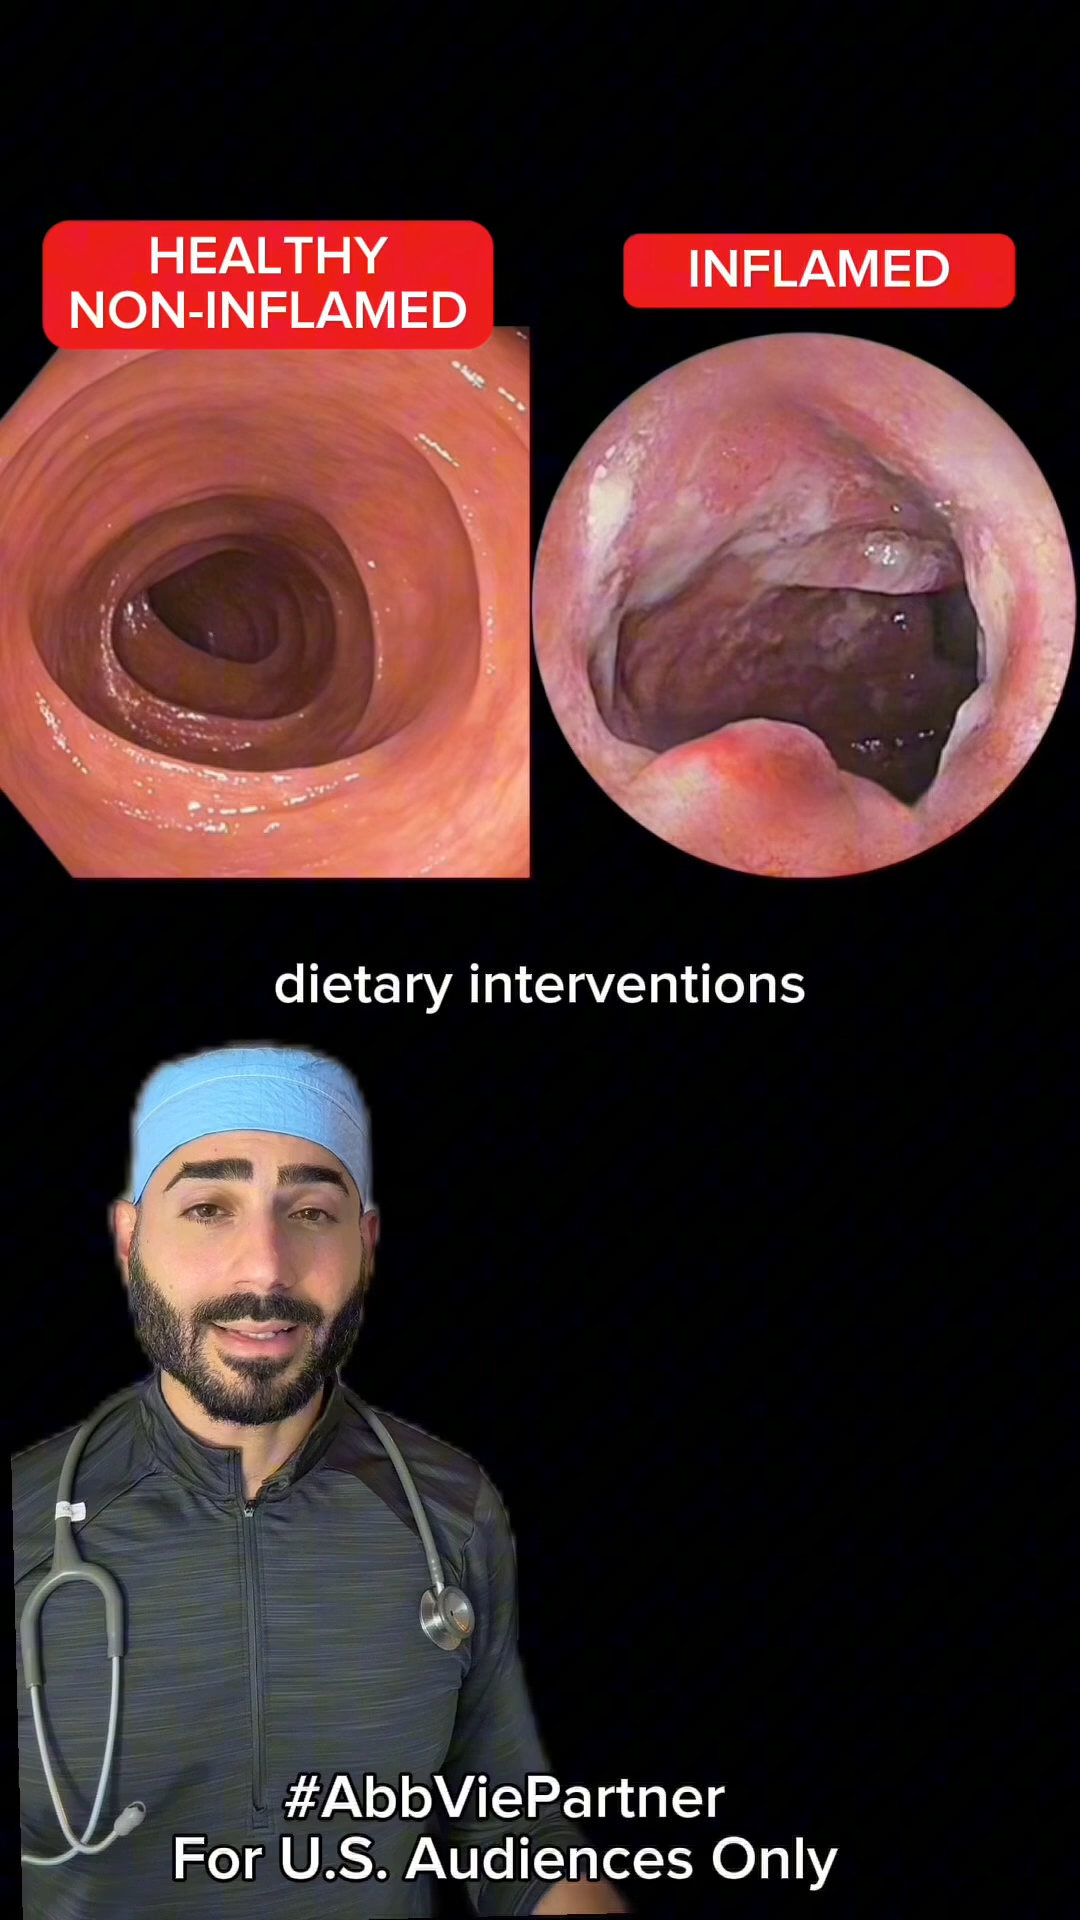 HEALTHY
NON-INFLAMED
INFLAMED
dietary interventions
#AbbViePartner
For U.S. Audiences Only